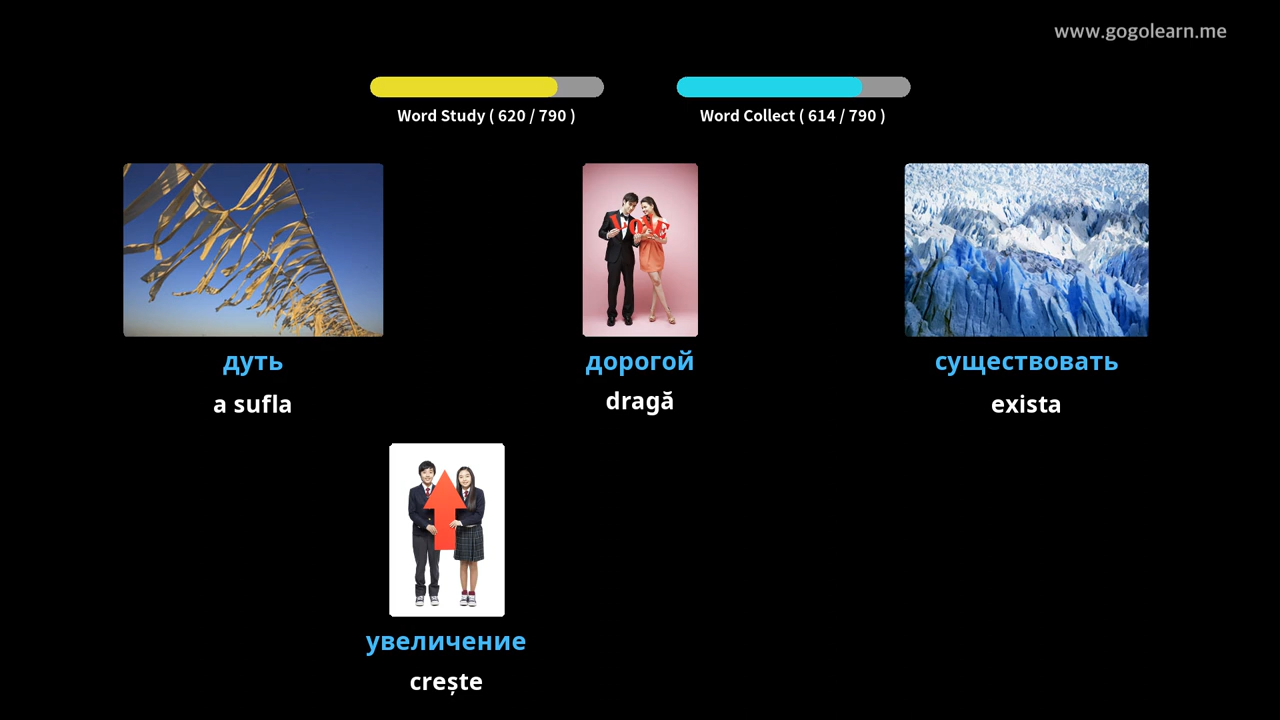 www.gogolearn.me
Word Study ( 620 / 790 )
Word Collect ( 614 / 790 )
LOVE
дуть
a sufla
дорогой
dragă
существовать
exista
увеличение
crește